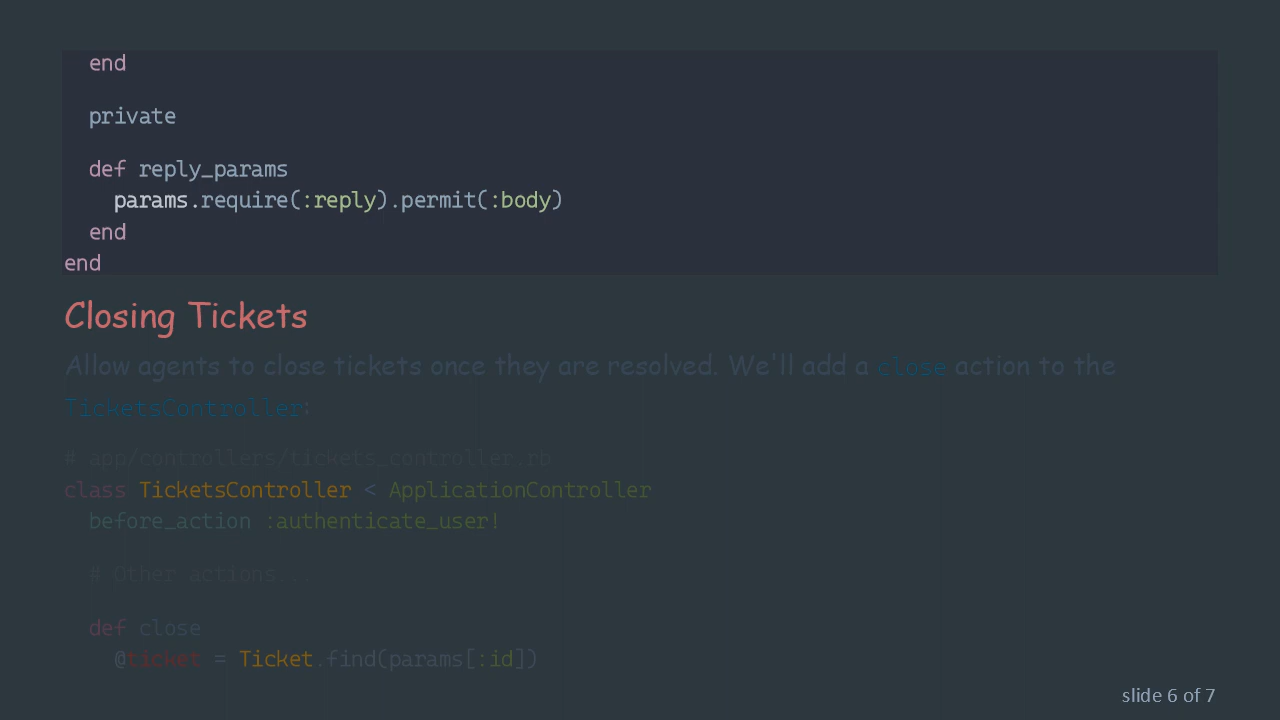 end
private
def reply_params
params.require(:reply).permit(:body)
end
end
Closing Tickets
Allow agents to close tickets once they are resolved. We'll add a close action to the
TicketsController:
# app/controllers/tickets_controller.rb
class TicketsController < ApplicationController
before_action :authenticate_user!
# Other actions...
def close
@ticket = Ticket.find(params[:id])
slide 6 of 7